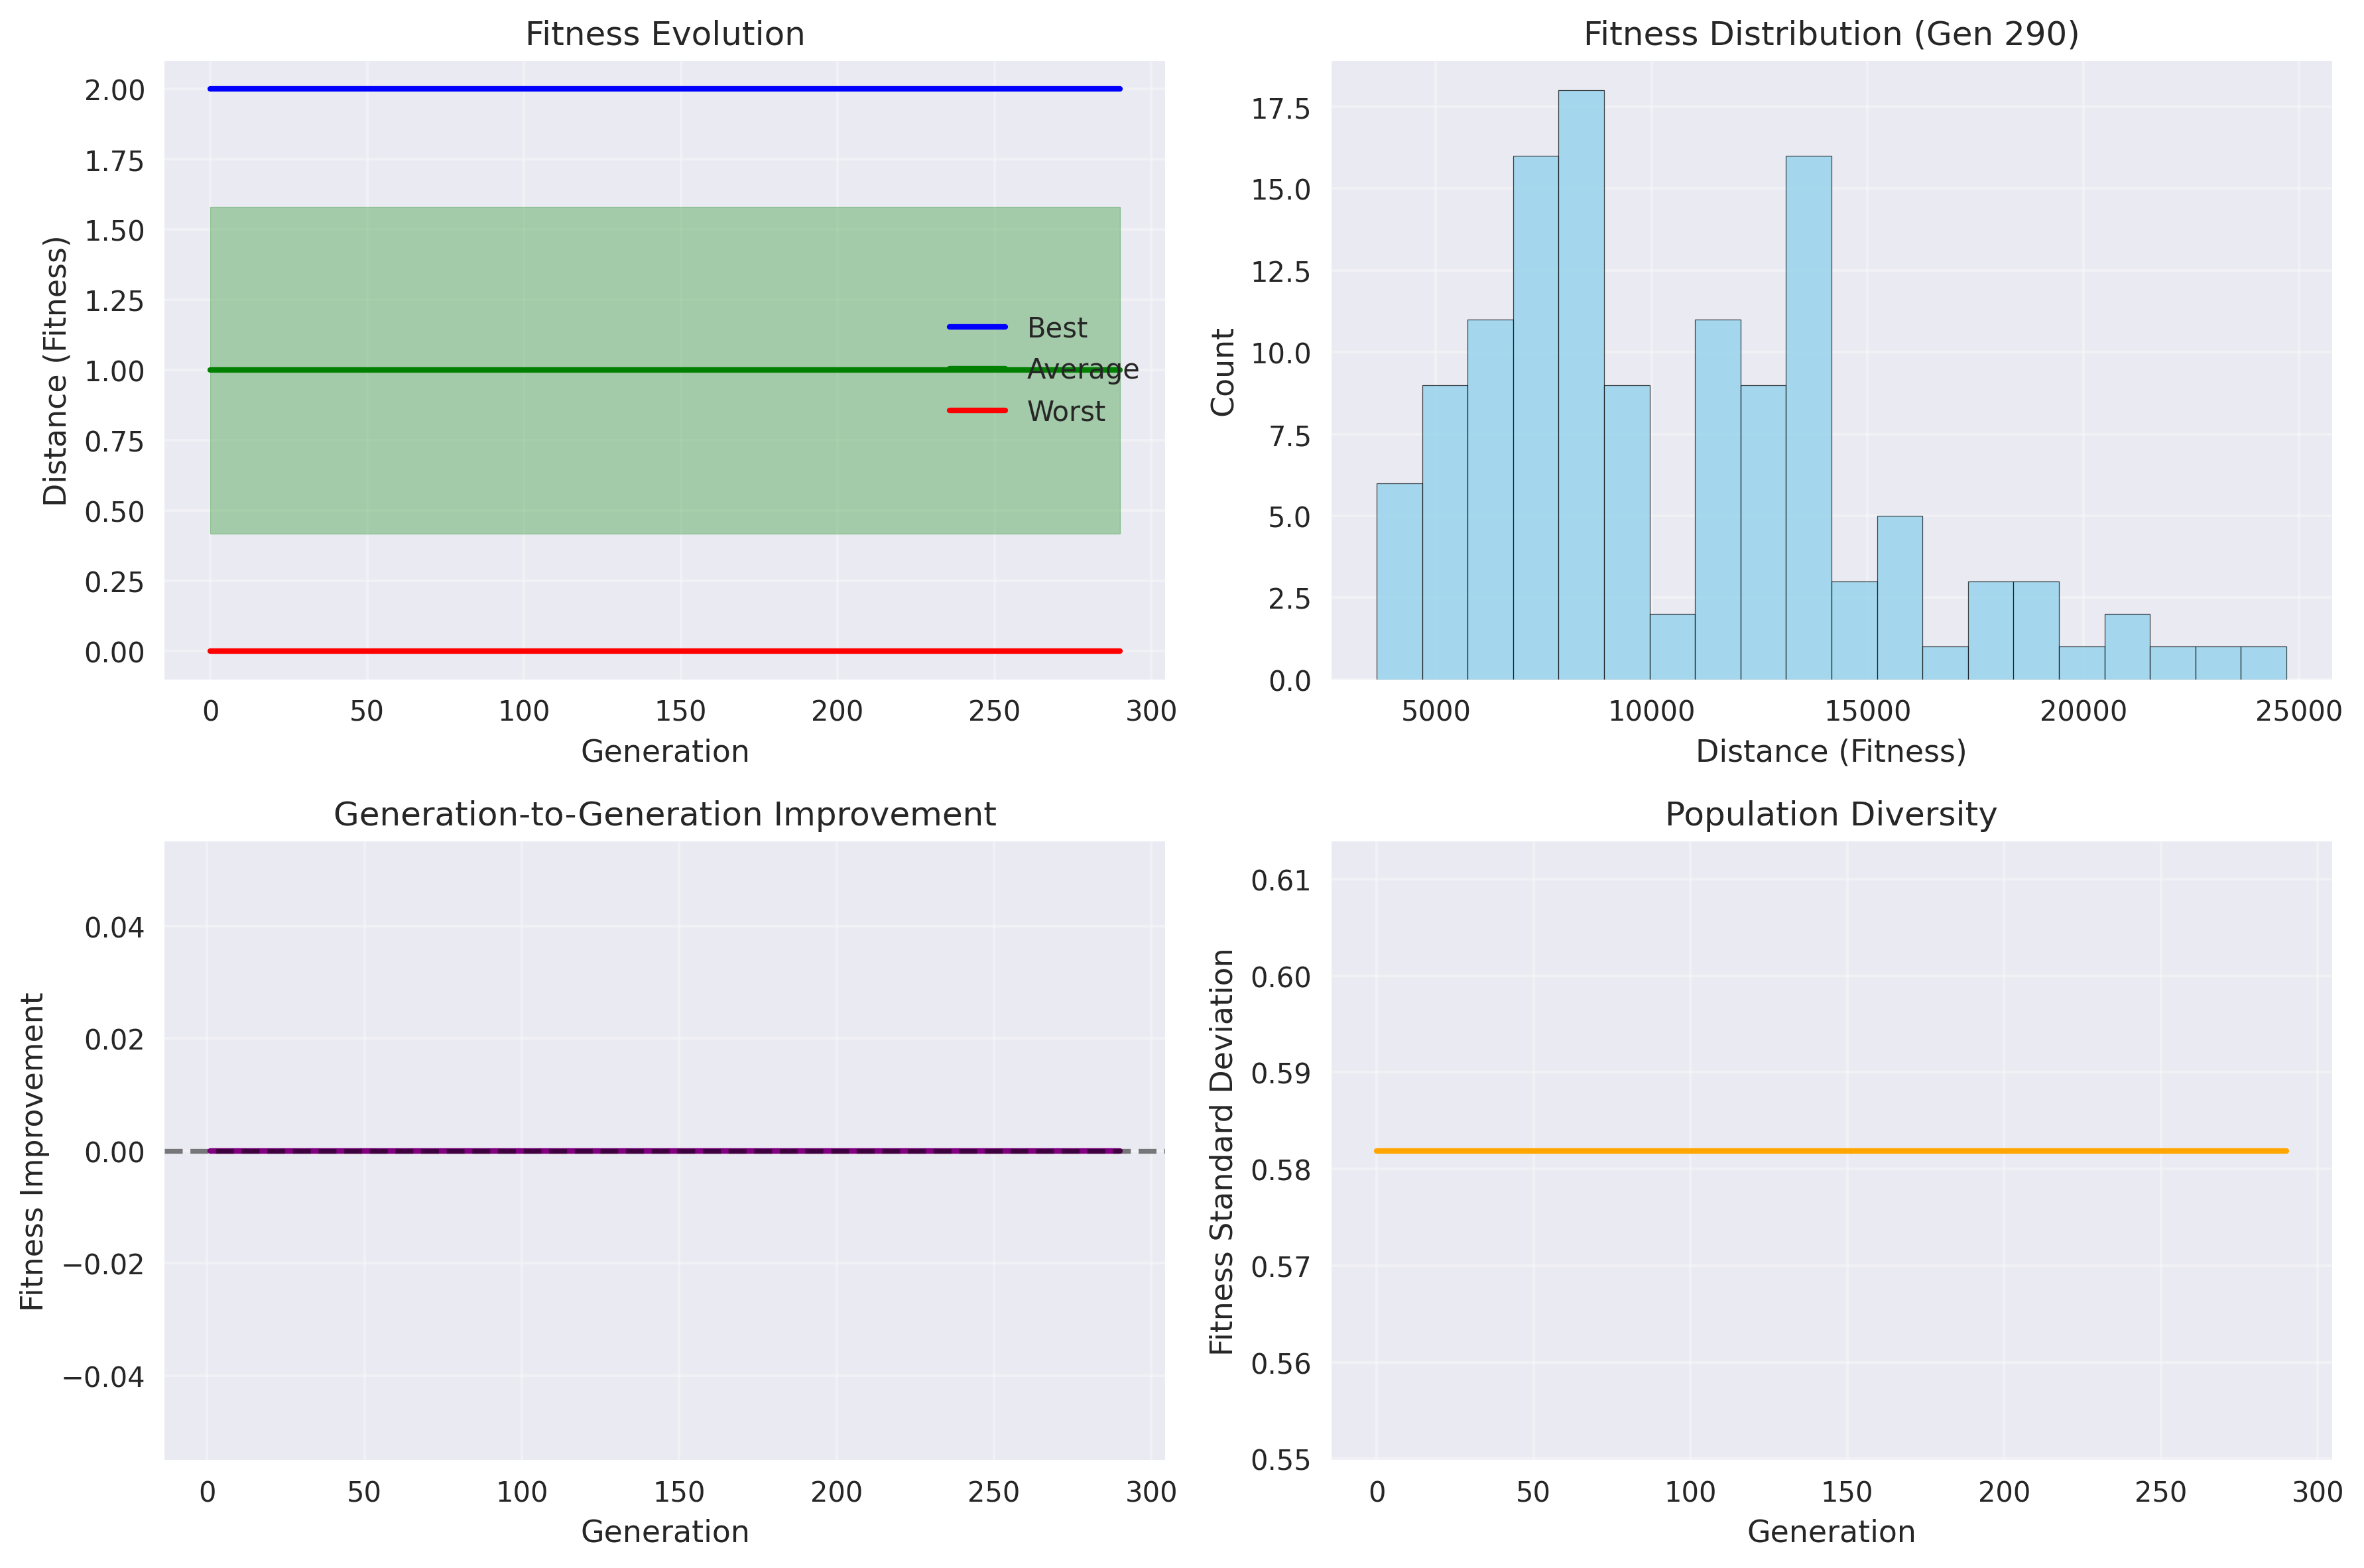 Fitness Evolution
Distance (Fitness)
2.00
1.75
1.50
1.25
1.00
0.75
0.50
0.25
0.00
Best
Average
Worst
0 50 100 150 200 250 300
Generation
Fitness Distribution (Gen 290)
Count
17.5
15.0
12.5
10.0
7.5
5.0
2.5
0.0
5000 10000 15000 20000 25000
Distance (Fitness)
Generation-to-Generation Improvement
Fitness Improvement
0.04
0.02
0.00
−0.02
−0.04
0 50 100 150 200 250 300
Generation
Population Diversity
Fitness Standard Deviation
0.61
0.60
0.59
0.58
0.57
0.56
0.55
0 50 100 150 200 250 300
Generation